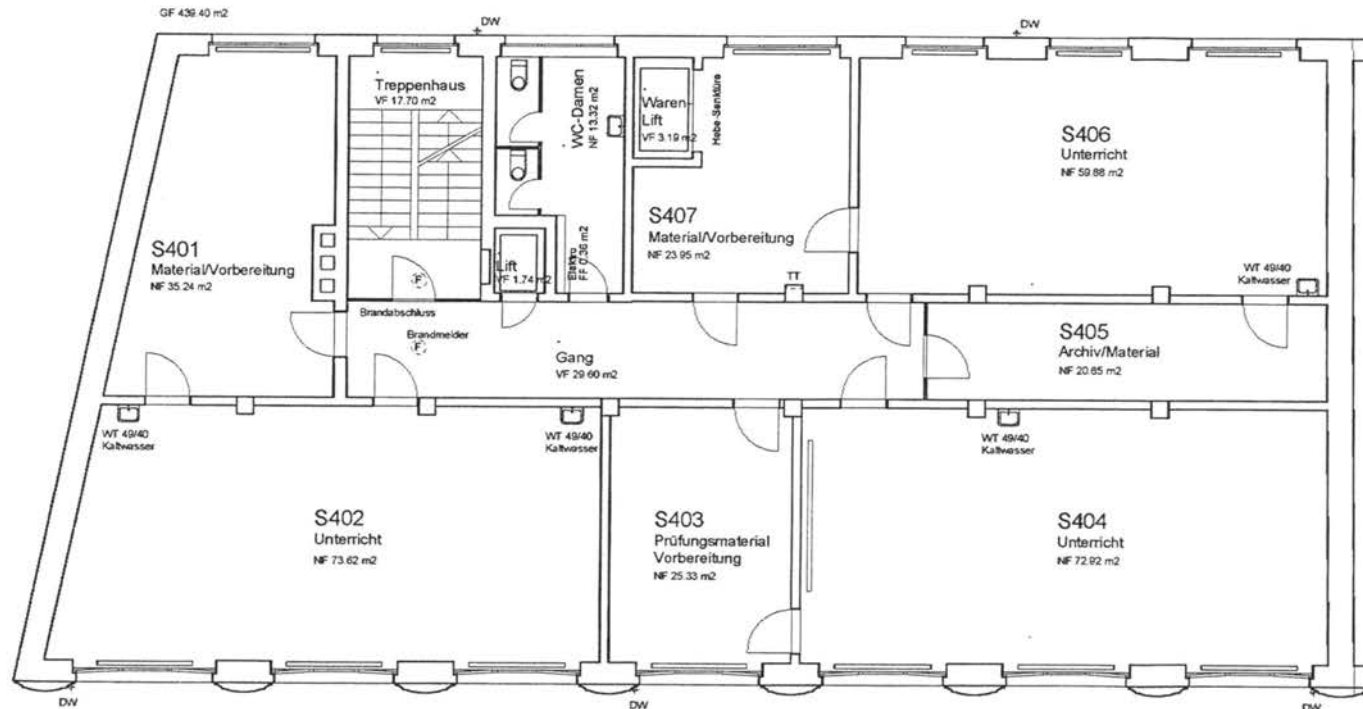 GF 439.40 m2
DW
DW
Treppenhaus
VF 17.70 m2
WC-Damen
NF 13.32 m2
Waren-
Lift
VF 3.19 m2
Hebe-Senktüre
S406
Unterricht
NF 59.88 m2
S401
Material/Vorbereitung
NF 35.24 m2
S407
Material/Vorbereitung
NF 23.95 m2
Lift
VF 1.74 m2
Elektro
FF 0.36 m2
TT
WT 49/40
Kaltwasser
F
Brandabschluss
Brandmelder
F
Gang
VF 29.60 m2
S405
Archiv/Material
NF 20.65 m2
WT 49/40
Kaltwasser
WT 49/40
Kaltwasser
WT 49/40
Kaltwasser
S402
Unterricht
NF 73.62 m2
S403
Prüfungsmaterial
Vorbereitung
NF 25.33 m2
S404
Unterricht
NF 72.92 m2
DW
DW
DW